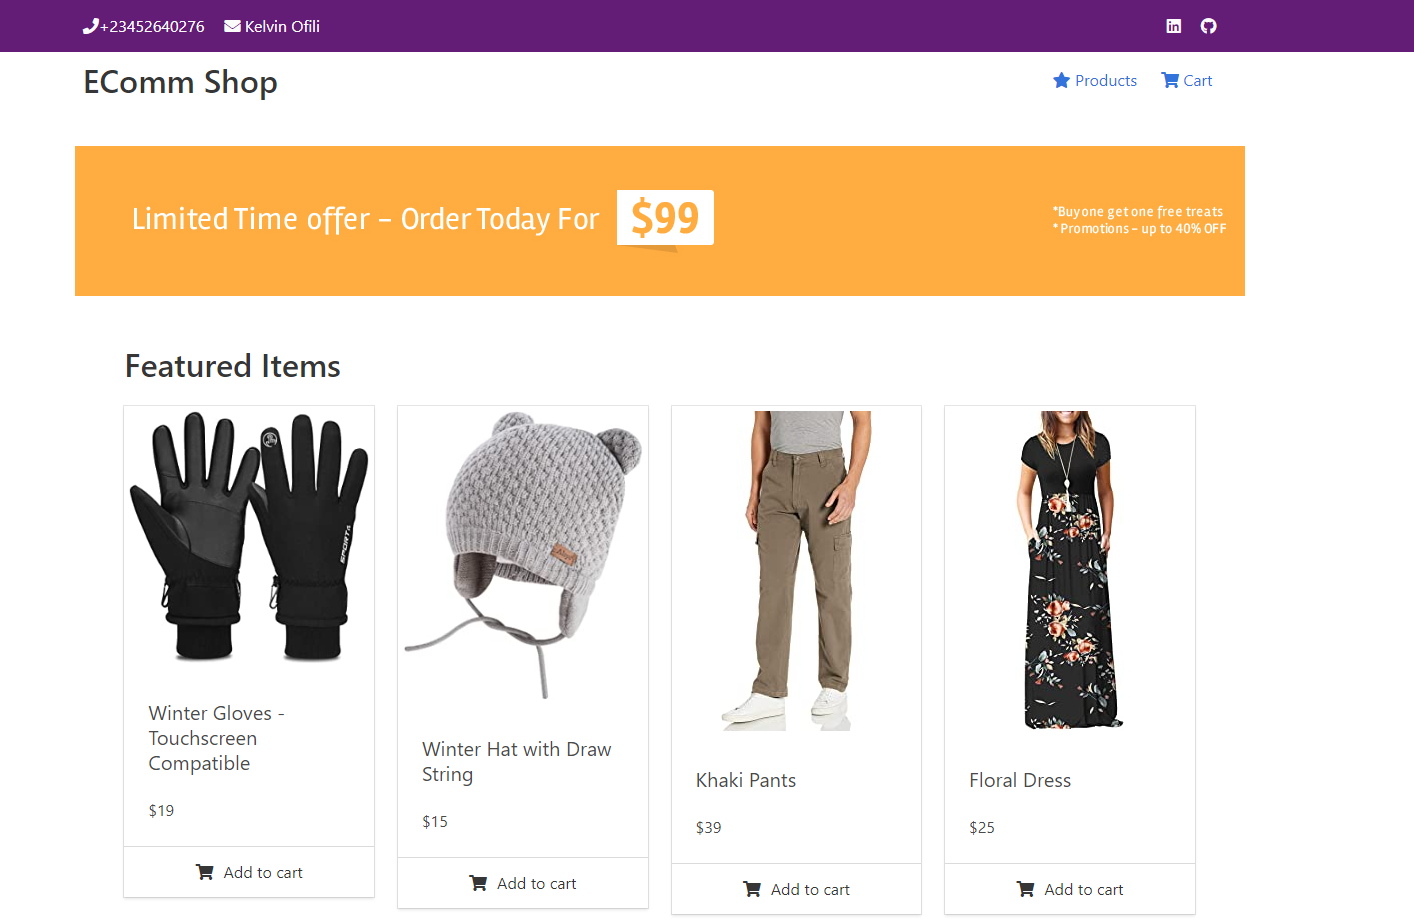 +23452640276 Kelvin Ofili
EComm Shop
Products Cart
Limited Time offer – Order Today For $99
*Buy one get one free treats
* Promotions – up to 40% OFF
Featured Items
SPORTS
Winter Gloves -
Touchscreen
Compatible
$19
Add to cart
Winter Hat with Draw
String
$15
Add to cart
Khaki Pants
$39
Add to cart
Floral Dress
$25
Add to cart